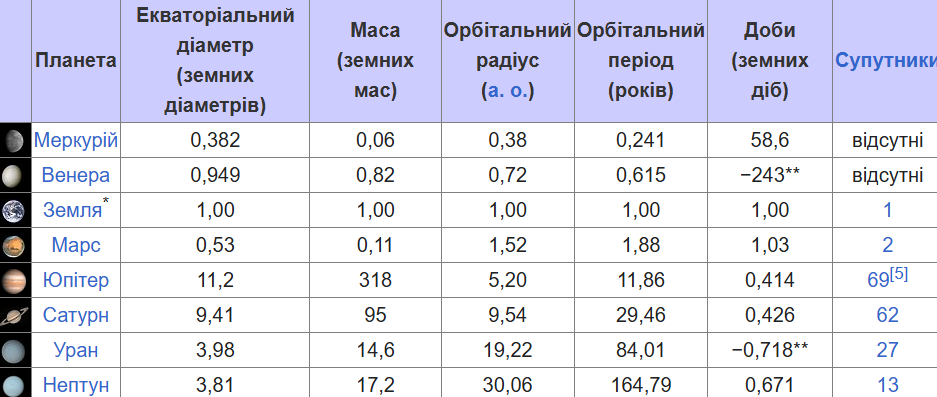 Планета Екваторіальний діаметр (земних діаметрів) Маса (земних мас) Орбітальний радіус (а. о.) Орбітальний період (років) Доби (земних діб) Супутники
Меркурій 0,382 0,06 0,38 0,241 58,6 відсутні
Венера 0,949 0,82 0,72 0,615 −243** відсутні
Земля* 1,00 1,00 1,00 1,00 1,00 1
Марс 0,53 0,11 1,52 1,88 1,03 2
Юпітер 11,2 318 5,20 11,86 0,414 69[5]
Сатурн 9,41 95 9,54 29,46 0,426 62
Уран 3,98 14,6 19,22 84,01 −0,718** 27
Нептун 3,81 17,2 30,06 164,79 0,671 13